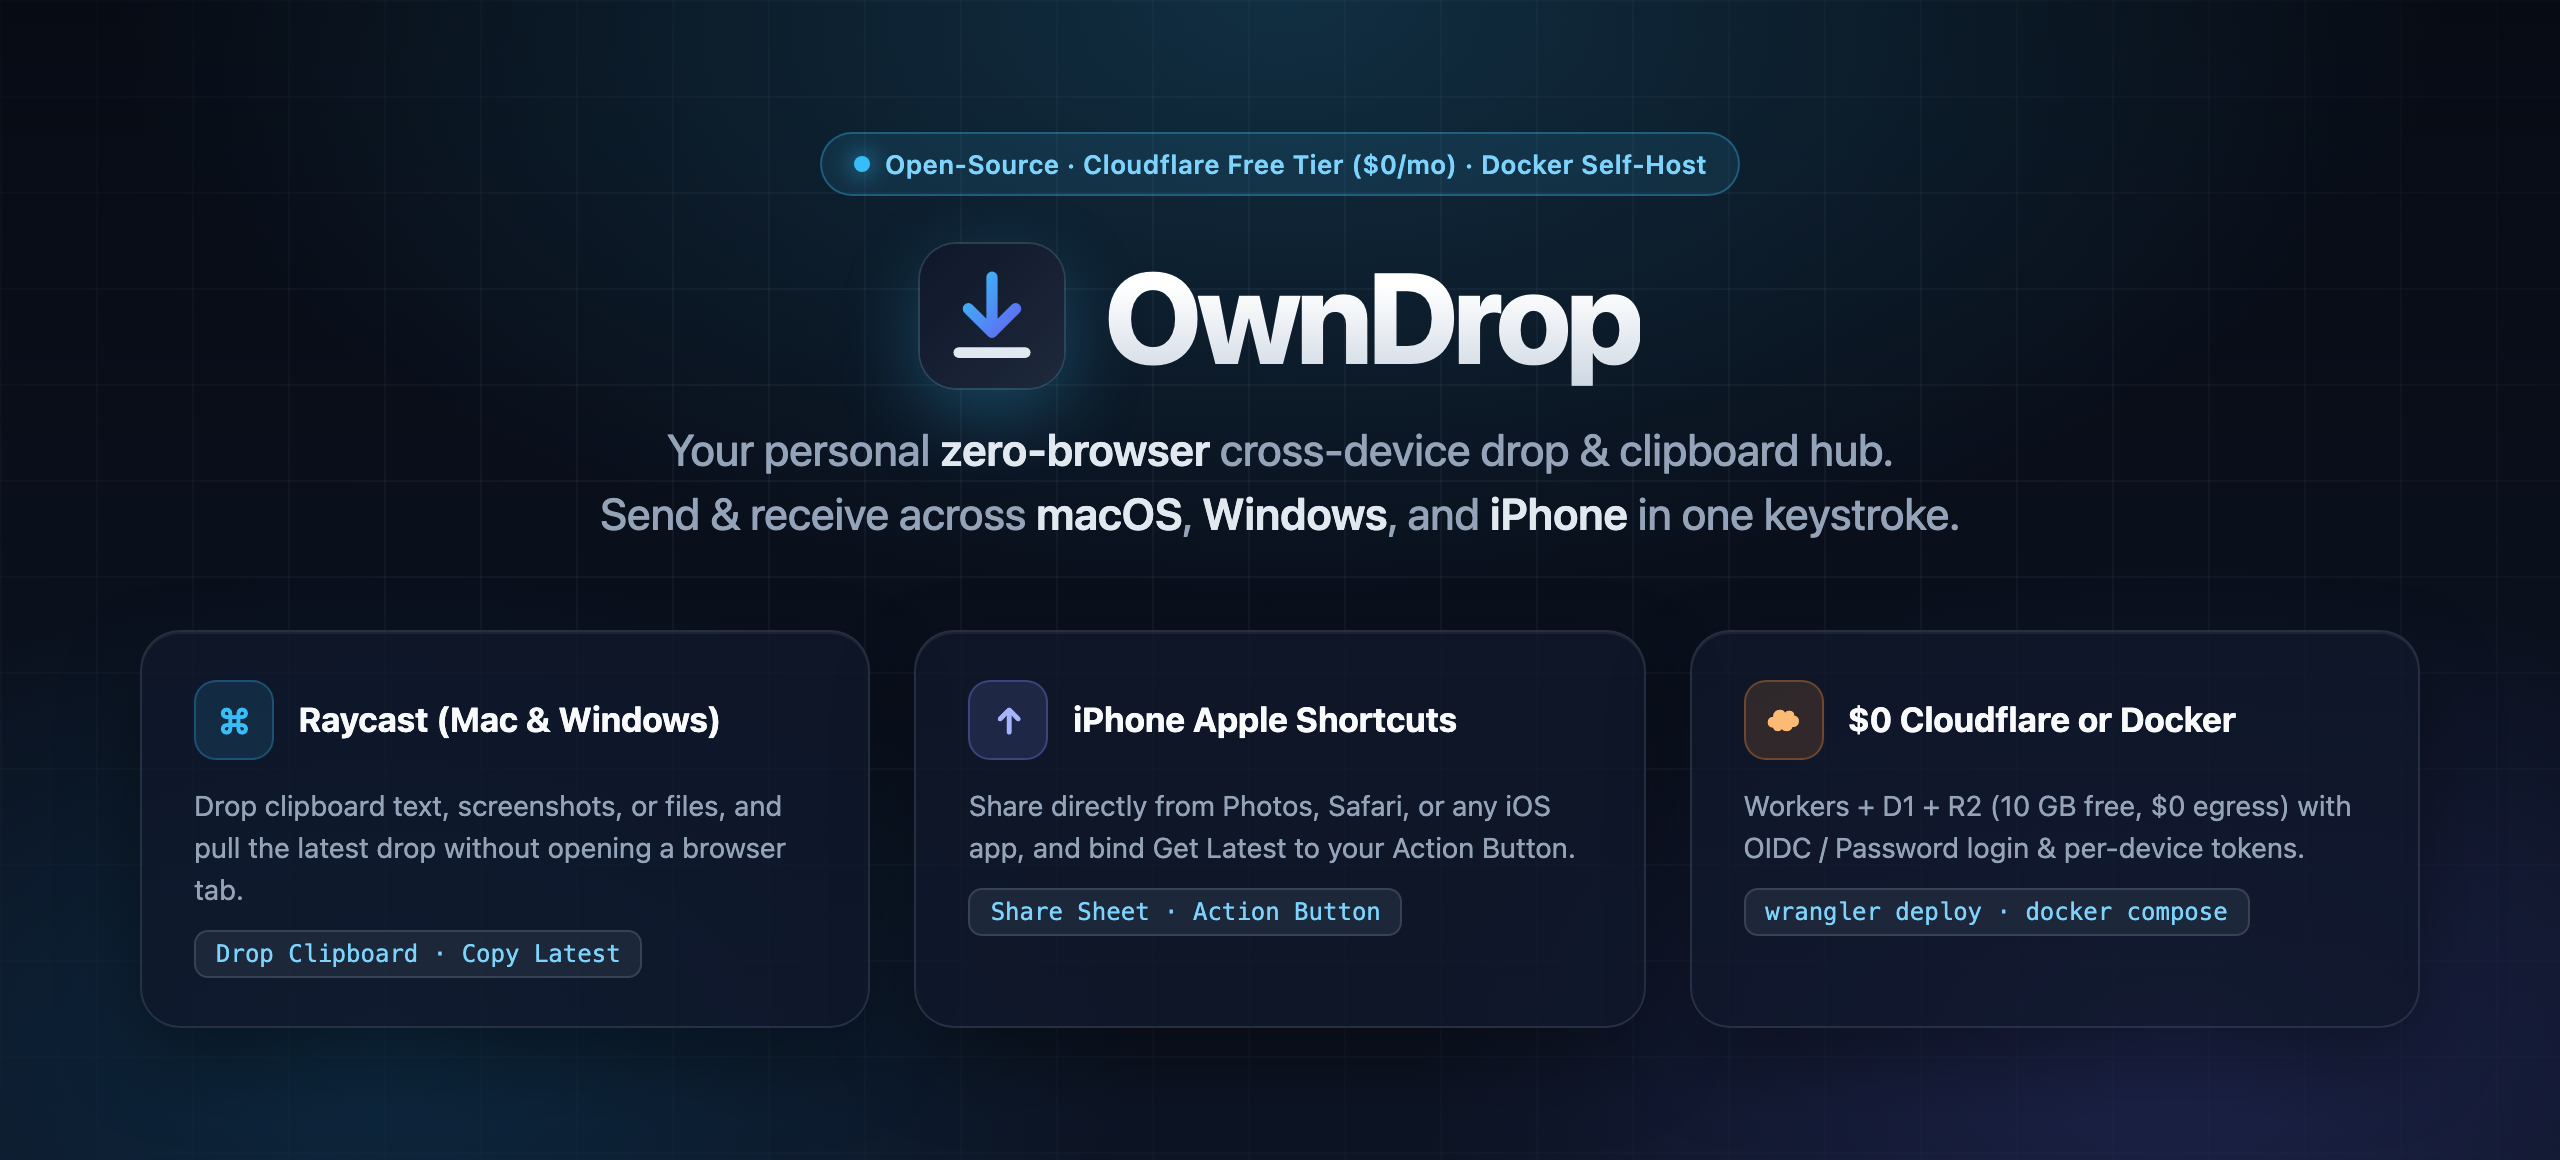 Open-Source · Cloudflare Free Tier ($0/mo) · Docker Self-Host
OwnDrop
Your personal zero-browser cross-device drop & clipboard hub.
Send & receive across macOS, Windows, and iPhone in one keystroke.
⌘ Raycast (Mac & Windows)
Drop clipboard text, screenshots, or files, and
pull the latest drop without opening a browser
tab.
Drop Clipboard · Copy Latest
iPhone Apple Shortcuts
Share directly from Photos, Safari, or any iOS
app, and bind Get Latest to your Action Button.
Share Sheet · Action Button
$0 Cloudflare or Docker
Workers + D1 + R2 (10 GB free, $0 egress) with
OIDC / Password login & per-device tokens.
wrangler deploy · docker compose